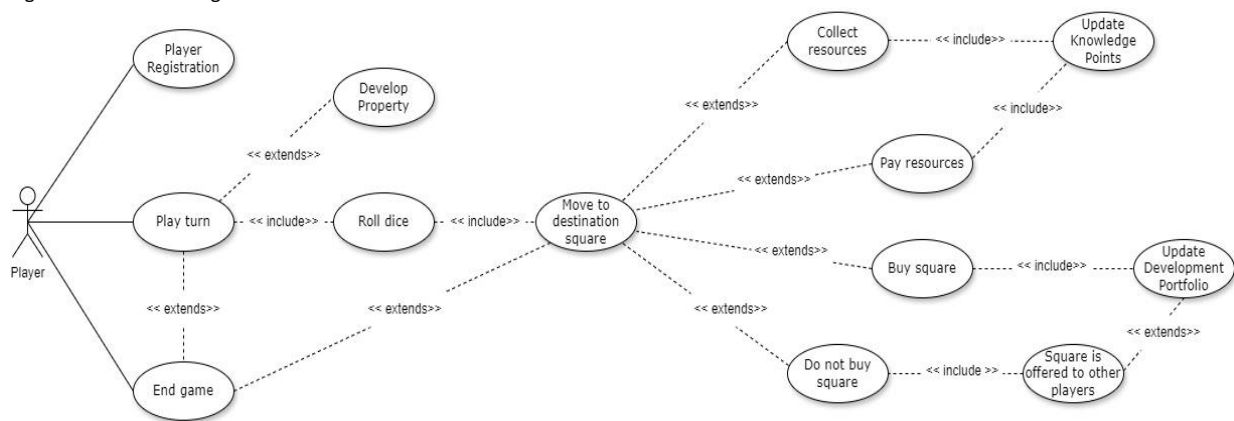 Player
Registration
Develop
Property
<< extends>>
Play turn
<< include>>
Roll dice
<< include>>
Move to
destination
square
Player
<< extends>>
<< extends>>
End game
<< extends>>
Collect
resources
<< include>>
Update
Knowledge
Points
<< include>>
<< extends>>
Pay resources
<< extends>>
Buy square
<< include>>
Update
Development
Portfolio
<< extends>>
Do not buy
square
<< include >>
Square is
offered to other
players
<< extends>>